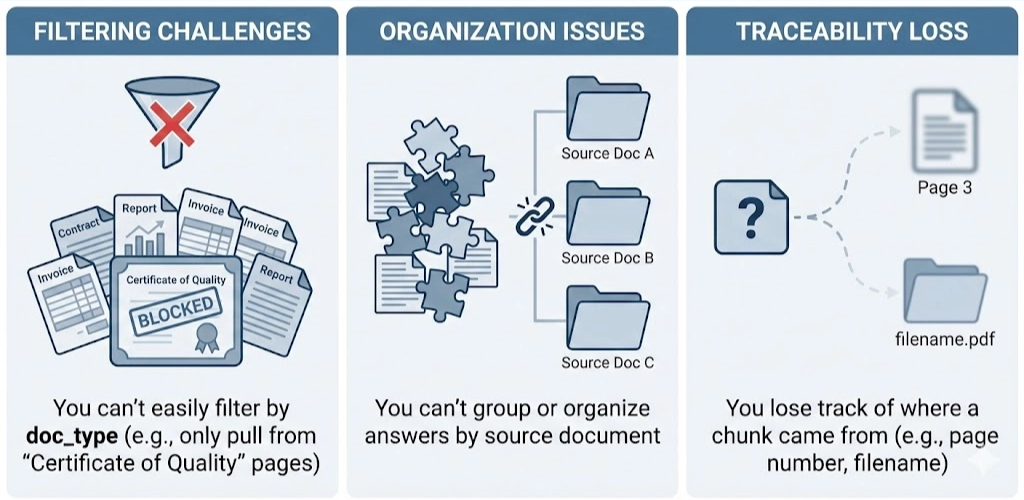 FILTERING CHALLENGES
Contract
Report
Invoice
Invoice
Invoice
Report
Certificate of Quality
BLOCKED
You can't easily filter by
doc_type (e.g., only pull from
“Certificate of Quality” pages)
ORGANIZATION ISSUES
Source Doc A
Source Doc B
Source Doc C
You can't group or organize
answers by source document
TRACEABILITY LOSS
?
Page 3
filename.pdf
You lose track of where a
chunk came from (e.g., page
number, filename)